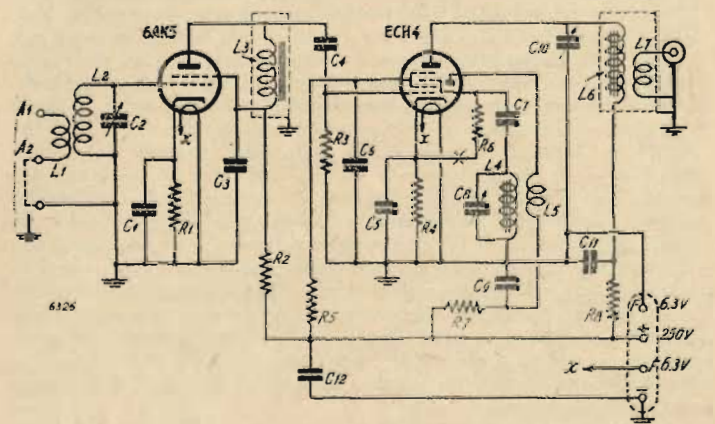 6AK5
ECH4
L3
C4
C10
L7
L6
A1
A2
L2
C2
L1
x
C3
R3
C6
x
R6
C7
L4
C8
L5
C1
R1
C5
R4
C11
R2
R5
C9
R7
R8
F
6.3V
+
250V
x
F
6.3V
-
C12
6326